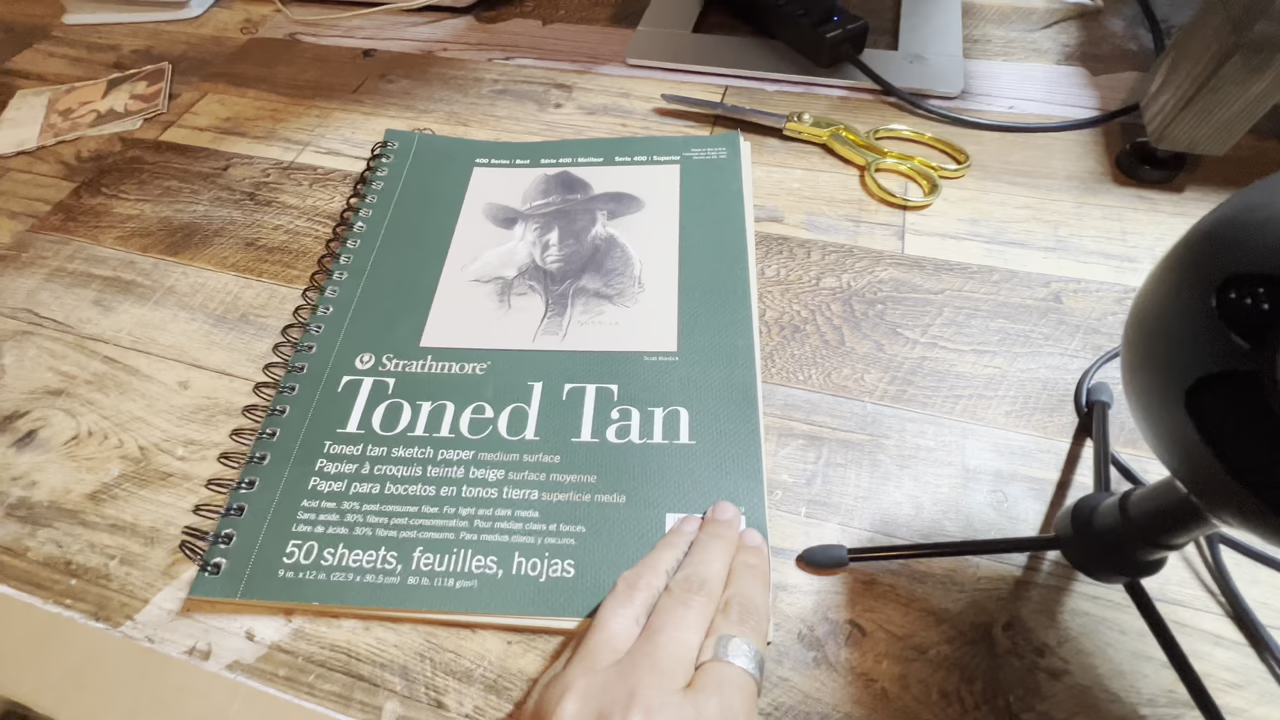 400 Series | Best Série 400 | Meilleur Serie 400 | Superior
Scott Burdick
Strathmore®
Toned Tan
Toned tan sketch paper medium surface
Papier à croquis teinté beige surface moyenne
Papel para bocetos en tonos tierra superficie media
Acid free. 30% post-consumer fiber. For light and dark media.
Sans acide. 30% fibres post-consommation. Pour médias clairs et foncés
Libre de ácido. 30% fibras post-consumo. Para medios claros y oscuros.
50 sheets, feuilles, hojas
9 in. x 12 in. (22.9 x 30.5 cm) 80 lb. (118 g/m²)